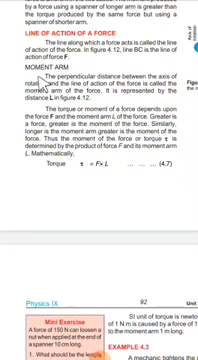 by a force using a spanner of longer arm is greater than
the torque produced by the same force but using a
spanner of shorter arm.
LINE OF ACTION OF A FORCE
The line along which a force acts is called the line
of action of the force. In figure 4.12, line BC is the line of
action of force F.
MOMENT ARM
The perpendicular distance between the axis of
rotati and the line of action of the force is called the
moment arm of the force. It is represented by the
distance L in figure 4.12.
The torque or moment of a force depends upon
the force F and the moment arm L of the force. Greater is
a force, greater is the moment of the force. Similarly,
longer is the moment arm greater is the moment of the
force. Thus the moment of the force or torque τ is
determined by the product of force F and its moment arm
L. Mathematically,
Torque τ = F× L ... ... ... (4.7)
Axis of
rotation
Figu
the n
Physics IX
92
Unit
Mini Exercise
A force of 150 N can loosen a
nut when applied at the end of
a spanner 10 cm long.
1. What should be the length
SI unit of torque is newto
of 1 N m is caused by a force of 1
to the moment arm 1 m long.
EXAMPLE 4.3
A mechanic tightens the